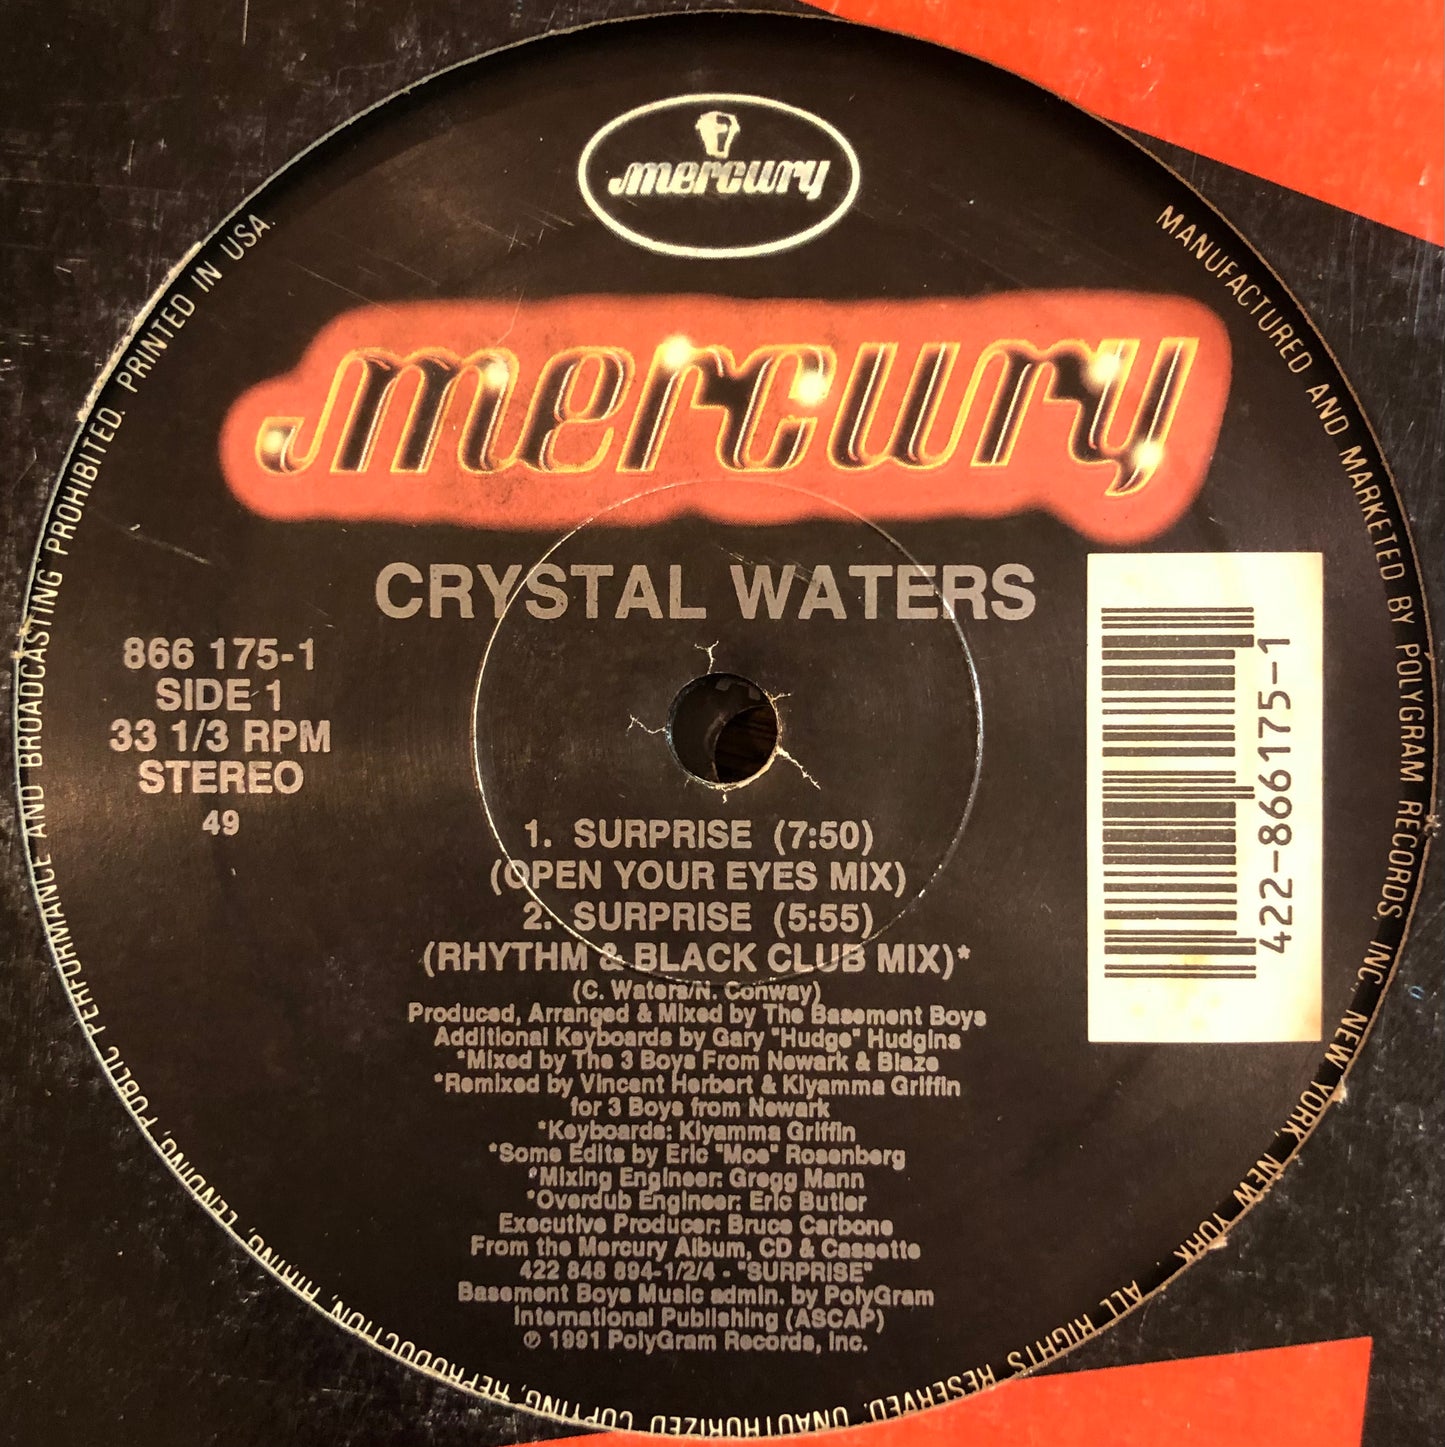 mercury
mercury
CRYSTAL WATERS
866 175-1
SIDE 1
33 1/3 RPM
STEREO
49
422-866175-1
1. SURPRISE (7:50)
(OPEN YOUR EYES MIX)
2. SURPRISE (5:55)
(RHYTHM & BLACK CLUB MIX)*
(C. Waters/N. Conway)
Produced, Arranged & Mixed by The Basement Boys
Additional Keyboards by Gary "Hudge" Hudgins
*Mixed by The 3 Boys From Newark & Blaze
*Remixed by Vincent Herbert & Kiyamma Griffin
for 3 Boys from Newark
*Keyboards: Kiyamma Griffin
*Some Edits by Eric "Moe" Rosenberg
*Mixing Engineer: Gregg Mann
*Overdub Engineer: Eric Butler
Executive Producer: Bruce Carbone
From the Mercury Album, CD & Cassette
422 848 894-1/2/4 - "SURPRISE"
Basement Boys Music admin. by PolyGram
International Publishing (ASCAP)
℗ 1991 PolyGram Records, Inc.
MANUFACTURED AND MARKETED BY POLYGRAM RECORDS, INC., NEW YORK, NEW YORK. ALL RIGHTS RESERVED. UNAUTHORIZED COPYING, REPRODUCTION, HIRING, LENDING, PUBLIC PERFORMANCE AND BROADCASTING PROHIBITED. PRINTED IN USA.